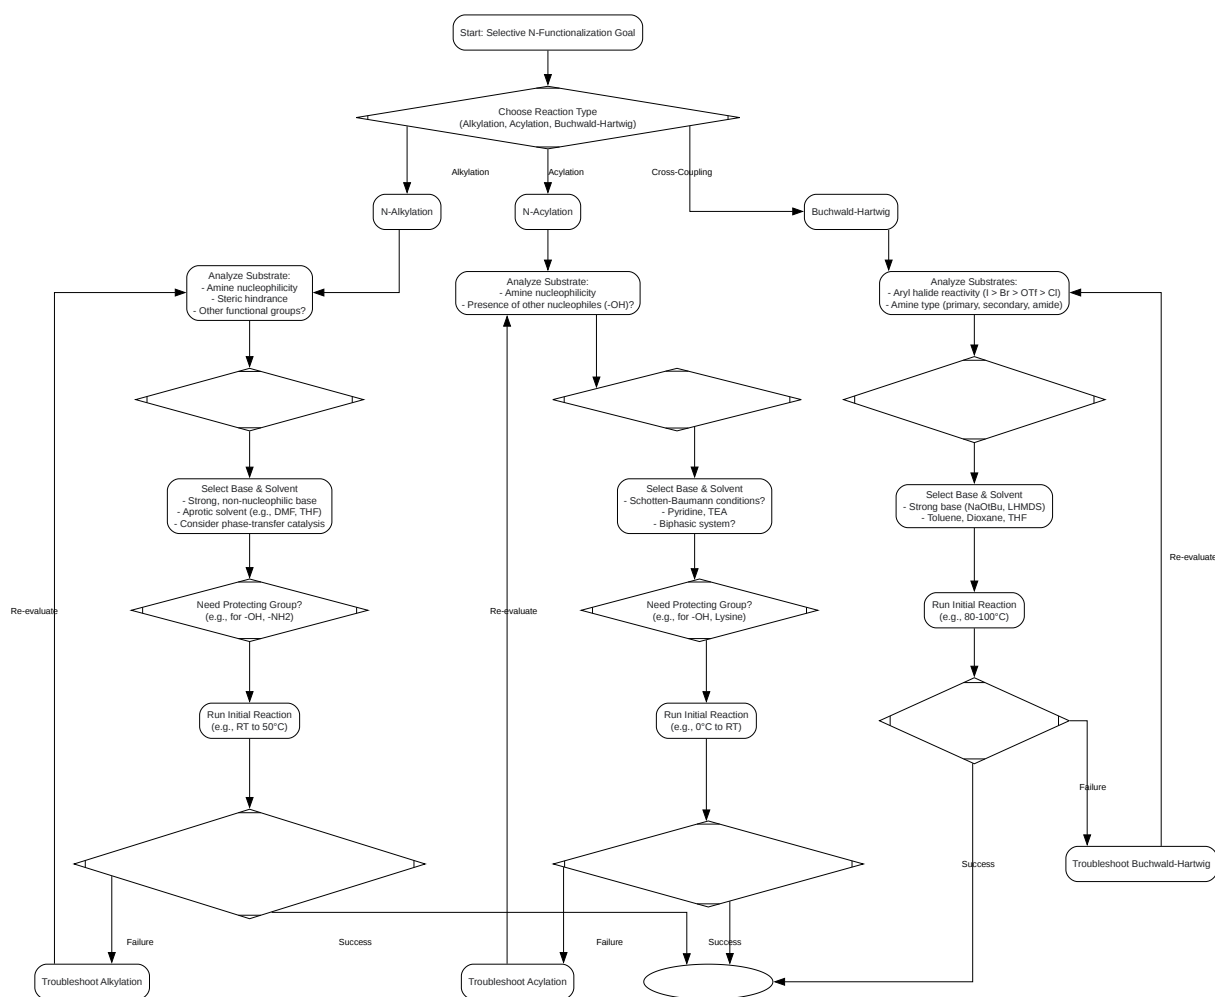 Start: Selective N-Functionalization Goal
Choose Reaction Type
(Alkylation, Acylation, Buchwald-Hartwig)
Alkylation
Acylation
Cross-Coupling
N-Alkylation
N-Acylation
Buchwald-Hartwig
Analyze Substrate:
- Amine nucleophilicity
- Steric hindrance
- Other functional groups?
Analyze Substrate:
- Amine nucleophilicity
- Presence of other nucleophiles (-OH)?
Analyze Substrates:
- Aryl halide reactivity (I > Br > OTf > Cl)
- Amine type (primary, secondary, amide)
Select Base & Solvent
- Strong, non-nucleophilic base
- Aprotic solvent (e.g., DMF, THF)
- Consider phase-transfer catalysis
Select Base & Solvent
- Schotten-Baumann conditions?
- Pyridine, TEA
- Biphasic system?
Select Base & Solvent
- Strong base (NaOtBu, LHMDS)
- Toluene, Dioxane, THF
Re-evaluate
Need Protecting Group?
(e.g., for -OH, -NH2)
Re-evaluate
Need Protecting Group?
(e.g., for -OH, Lysine)
Run Initial Reaction
(e.g., 80-100°C)
Re-evaluate
Run Initial Reaction
(e.g., RT to 50°C)
Run Initial Reaction
(e.g., 0°C to RT)
Failure
Success
Troubleshoot Buchwald-Hartwig
Failure
Success
Failure
Success
Troubleshoot Alkylation
Troubleshoot Acylation